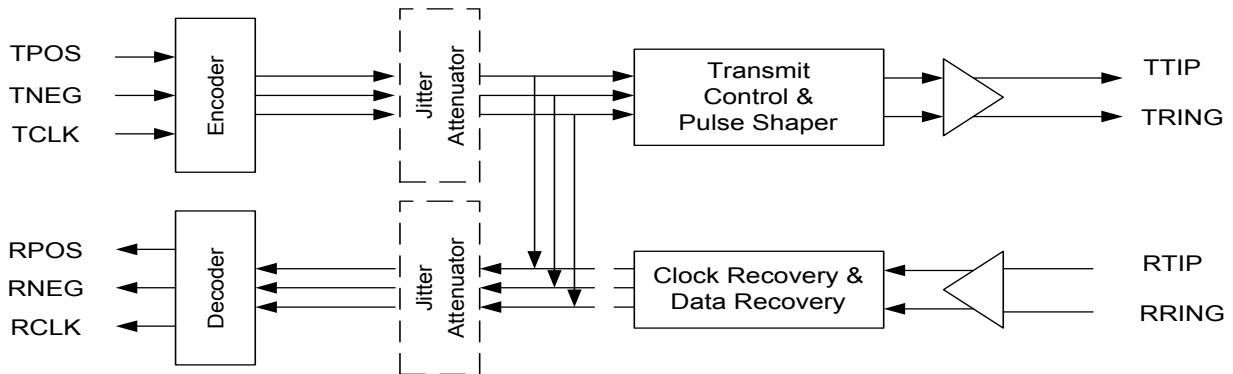 TPOS
TNEG
TCLK
Encoder
Jitter
Attenuator
Transmit
Control &
Pulse Shaper
TTIP
TRING
RPOS
RNEG
RCLK
Decoder
Jitter
Attenuator
Clock Recovery &
Data Recovery
RTIP
RRING